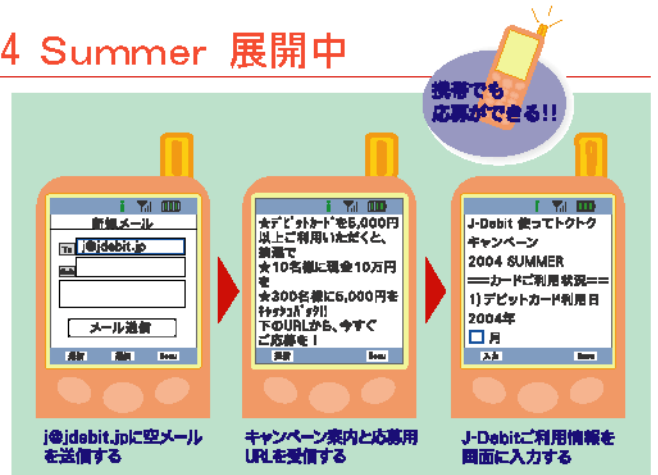 4 Summer 展開中
携帯でも
応募ができる!!
新規メール
To j@jdebit.jp
Sub
メール送信
Menu
★デビットカードを5,000円
以上ご利用いただくと、
抽選で
★10名様に現金10万円
を
★300名様に5,000円を
キャッシュバック!!
下のURLから、今すぐ
ご応募を!
Menu
J-Debit 使ってトクトク
キャンペーン
2004 SUMMER
==カードご利用状況==
1)デビットカード利用日
2004年
月
入力 Menu
j@jdebit.jpに空メール
を送信する
キャンペーン案内と応募用
URLを受信する
J-Debitご利用情報を
画面に入力する